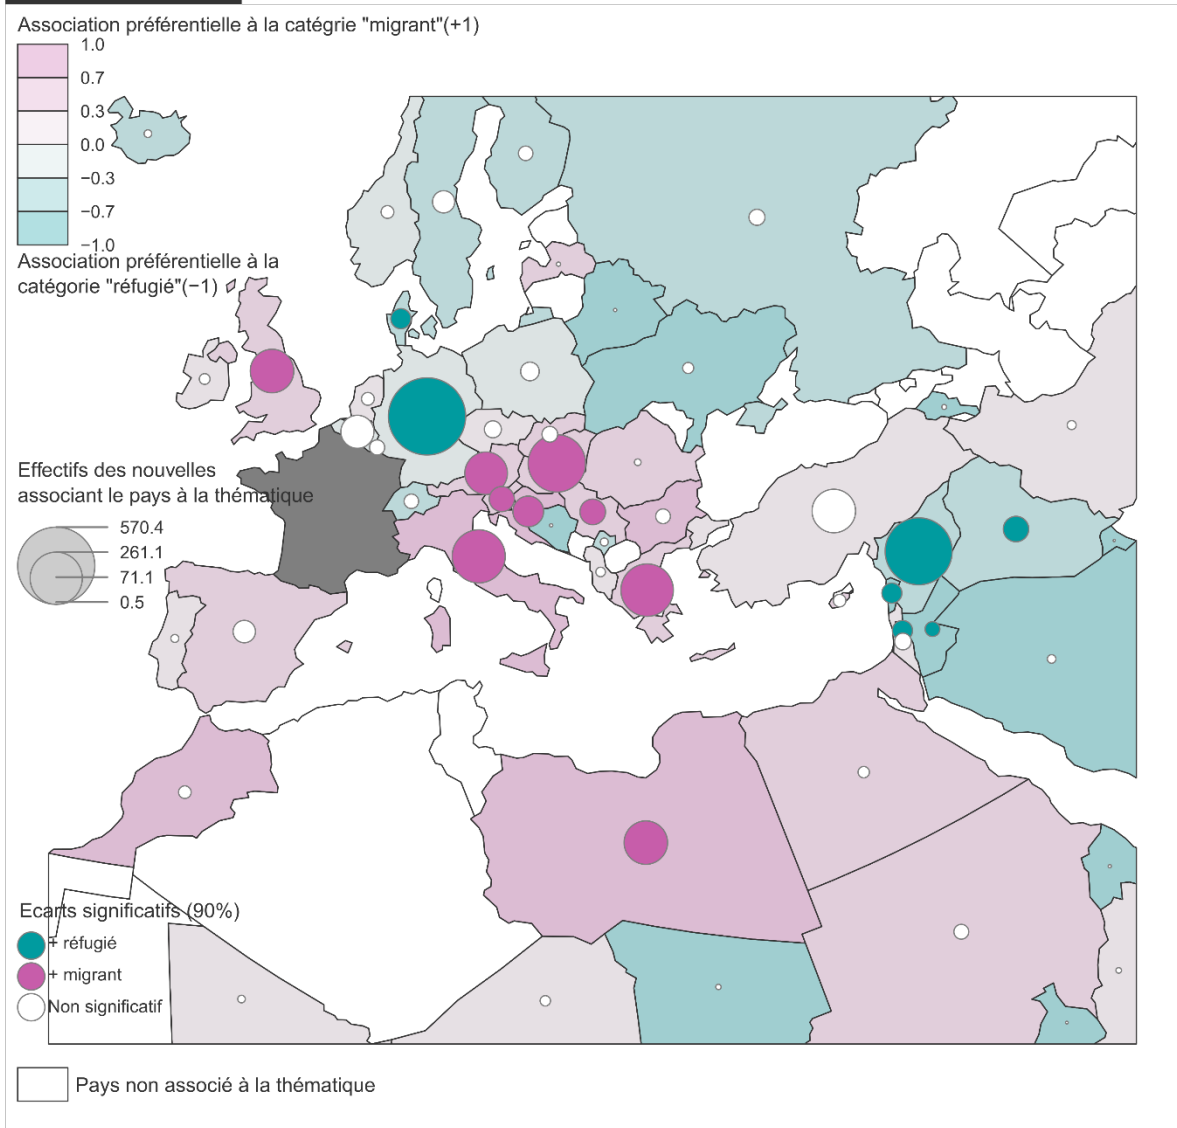 Association préférentielle à la catégrie "migrant"(+1)
1.0
0.7
0.3
0.0
−0.3
−0.7
−1.0
Association préférentielle à la
catégorie "réfugié"(−1)
Effectifs des nouvelles
associant le pays à la thématique
570.4
261.1
71.1
0.5
Ecarts significatifs (90%)
+ réfugié
+ migrant
Non significatif
Pays non associé à la thématique